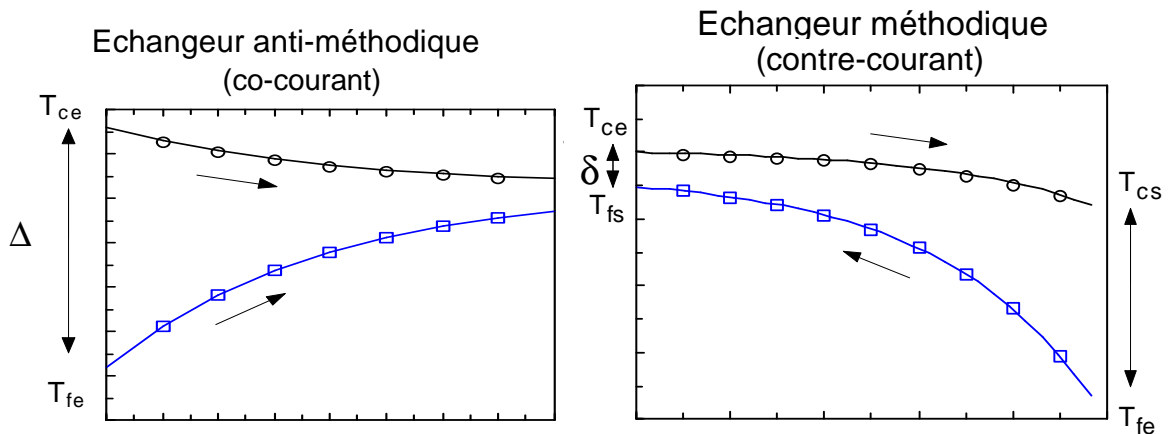 Echangeur anti-méthodique
(co-courant)
Tce
Δ
Tfe
Echangeur méthodique
(contre-courant)
Tce
δ
Tfs
Tcs
Tfe